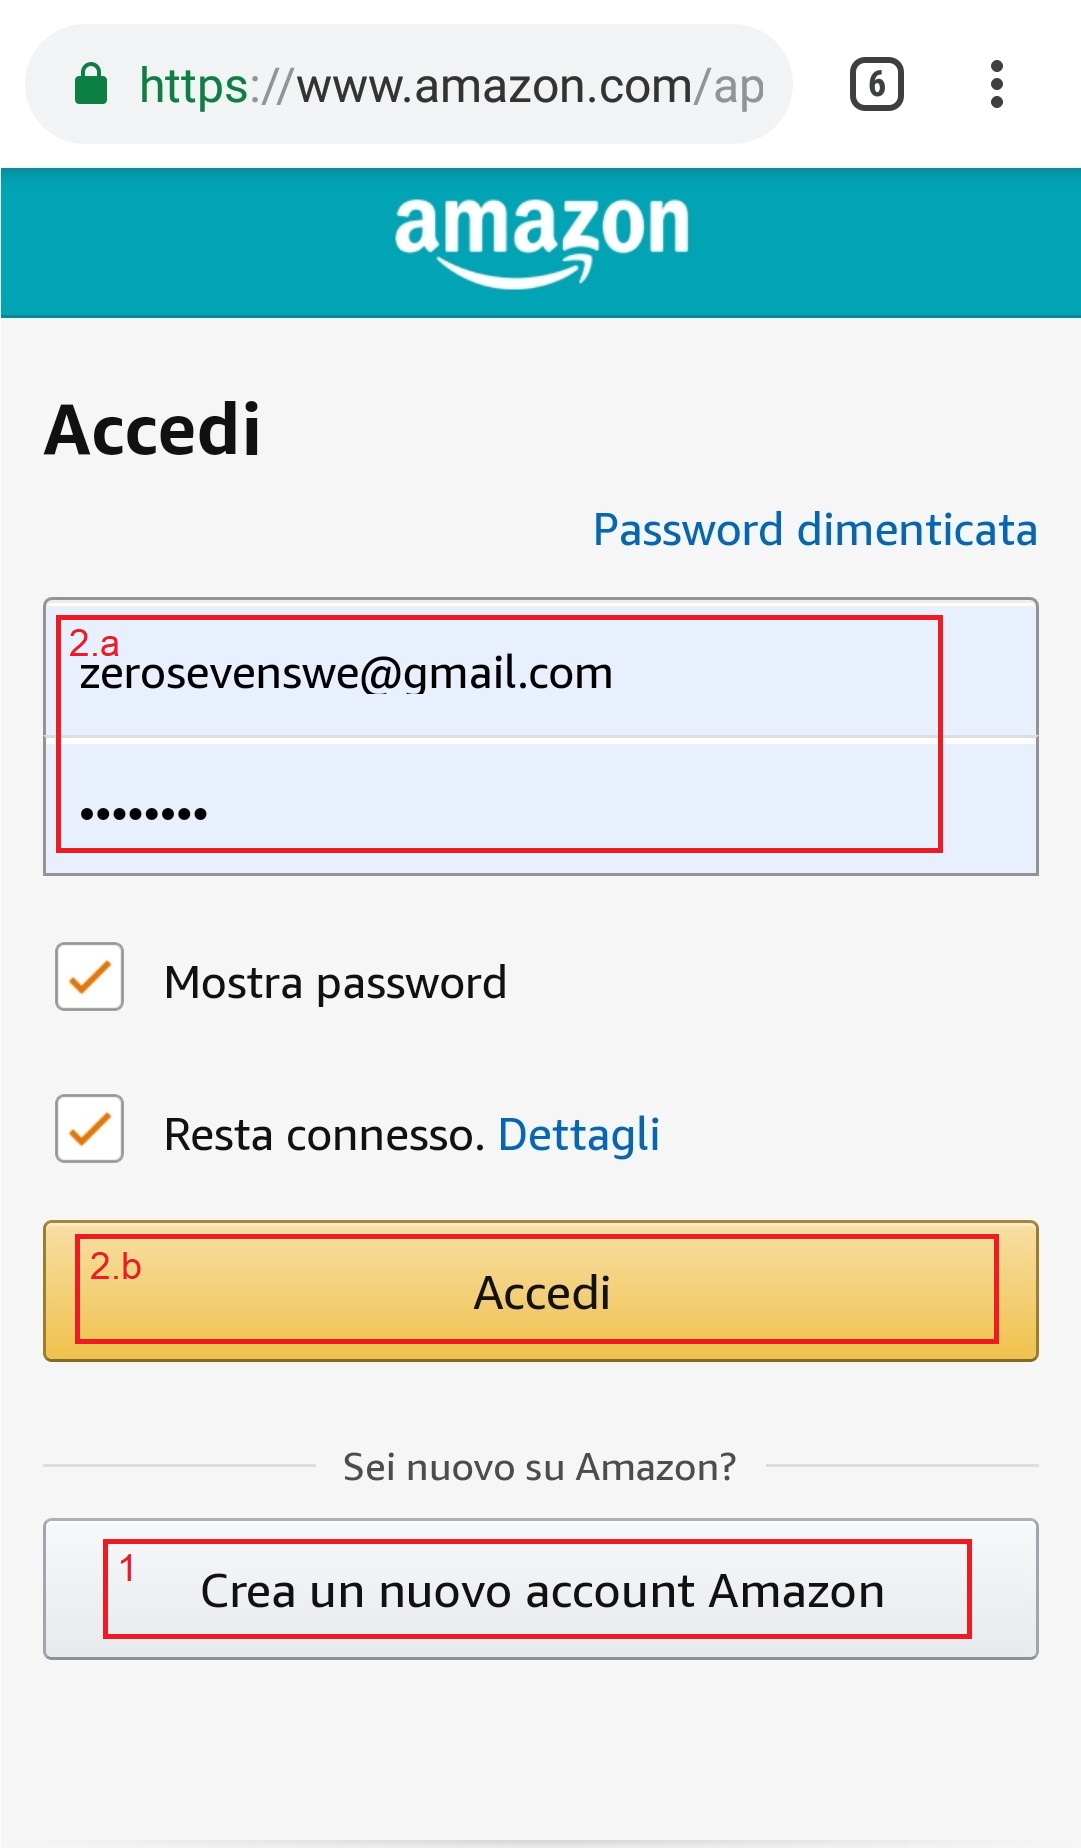 https://www.amazon.com/ap
6
amazon
Accedi
Password dimenticata
2.a
zerosevenswe@gmail.com
••••••••
Mostra password
Resta connesso. Dettagli
2.b
Accedi
Sei nuovo su Amazon?
1
Crea un nuovo account Amazon